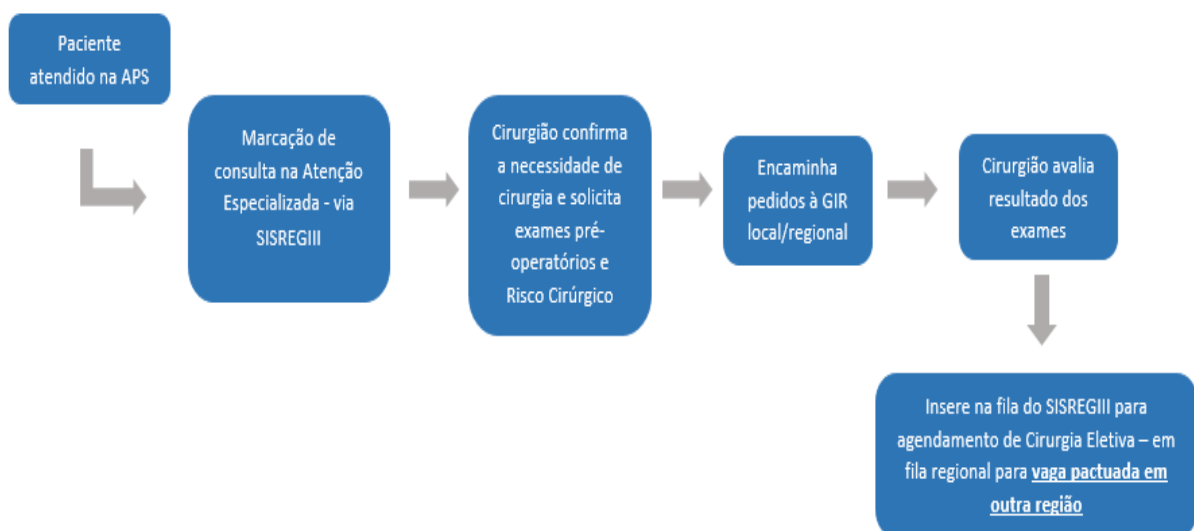 Paciente
atendido na APS
Marcação de
consulta na Atenção
Especializada - via
SISREGIII
Cirurgião confirma
a necessidade de
cirurgia e solicita
exames pré-
operatórios e
Risco Cirúrgico
Encaminha
pedidos à GIR
local/regional
Cirurgião avalia
resultado dos
exames
Insere na fila do SISREGIII para
agendamento de Cirurgia Eletiva – em
fila regional para vaga pactuada em
outra região